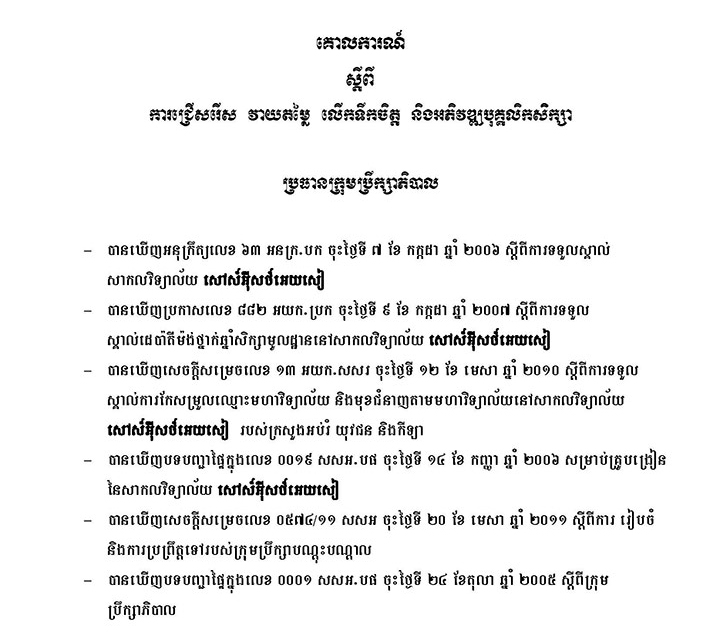 គោលការណ៍
ស្តីពី
ការជ្រើសរើស វាយតម្លៃ លើកទឹកចិត្ត និងអភិវឌ្ឍបុគ្គលិកសិក្សា
ប្រធានក្រុមប្រឹក្សាភិបាល
– បានឃើញអនុក្រឹត្យលេខ ៦៣ អនក្រ.បក ចុះថ្ងៃទី ៧ ខែ កក្កដា ឆ្នាំ ២០០៦ ស្តីពីការទទួលស្គាល់
សាកលវិទ្យាល័យ សៅស៍អ៊ីសថ៍អេយសៀ
– បានឃើញប្រកាសលេខ ៨៨២ អយក.ប្រក ចុះថ្ងៃទី ៩ ខែ កក្កដា ឆ្នាំ ២០០៧ ស្តីពីការទទួល
ស្គាល់ដេប៉ាតឺម៉ង់ថ្នាក់ឆ្នាំសិក្សាមូលដ្ឋាននៅសាកលវិទ្យាល័យ សៅស៍អ៊ីសថ៍អេយសៀ
– បានឃើញសេចក្តីសម្រេចលេខ ១៣ អយក.សសរ ចុះថ្ងៃទី ១២ ខែ មេសា ឆ្នាំ ២០១០ ស្តីពីការទទួល
ស្គាល់ការកែសម្រួលឈ្មោះមហាវិទ្យាល័យ និងមុខជំនាញតាមមហាវិទ្យាល័យនៅសាកលវិទ្យាល័យ
សៅស៍អ៊ីសថ៍អេយសៀ របស់ក្រសួងអប់រំ យុវជន និងកីឡា
– បានឃើញបទបញ្ជាផ្ទៃក្នុងលេខ ០០១៩ សសអ.បផ ចុះថ្ងៃទី ១៤ ខែ កញ្ញា ឆ្នាំ ២០០៦ សម្រាប់គ្រូបង្រៀន
នៃសាកលវិទ្យាល័យ សៅស៍អ៊ីសថ៍អេយសៀ
– បានឃើញសេចក្តីសម្រេចលេខ ០៥៧៤/១១ សសអ ចុះថ្ងៃទី ២០ ខែ មេសា ឆ្នាំ ២០១១ ស្តីពីការ រៀបចំ
និងការប្រព្រឹត្តទៅរបស់ក្រុមប្រឹក្សាបណ្តុះបណ្តាល
– បានឃើញបទបញ្ជាផ្ទៃក្នុងលេខ ០០០១ សសអ.បផ ចុះថ្ងៃទី ២៤ ខែតុលា ឆ្នាំ ២០០៥ ស្តីពីក្រុម
ប្រឹក្សាភិបាល